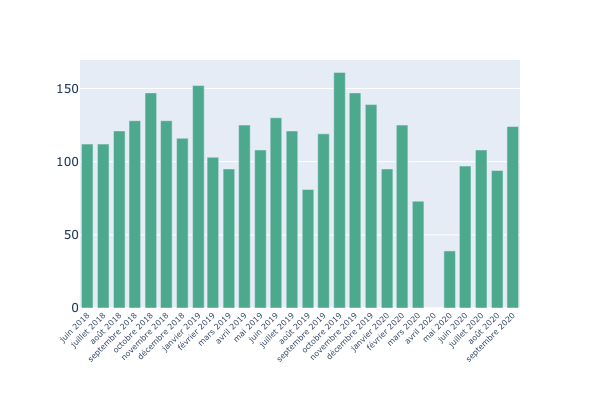 150
100
50
0
juin 2018
juillet 2018
août 2018
septembre 2018
octobre 2018
novembre 2018
décembre 2018
janvier 2019
février 2019
mars 2019
avril 2019
mai 2019
juin 2019
juillet 2019
août 2019
septembre 2019
octobre 2019
novembre 2019
décembre 2019
janvier 2020
février 2020
mars 2020
avril 2020
mai 2020
juin 2020
juillet 2020
août 2020
septembre 2020